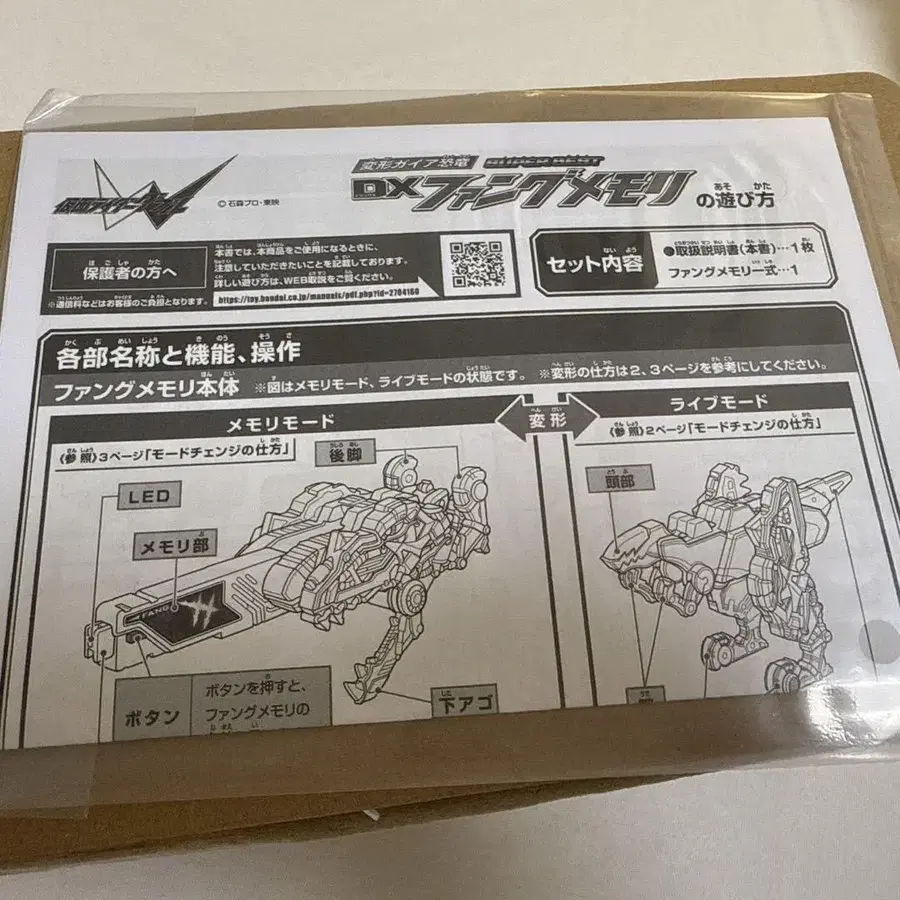 仮面ライダーW
©石森プロ・東映
変形ガイア恐竜 SUPER BEST
DXファングメモリ
の遊び方
保護者の方へ
本書では、本商品をご使用になるときに、
注意していただきたいことを記載しております。
詳しい遊び方は、WEB取説をご覧ください。
※通信料などはお客様のご負担となります。
https://toy.bandai.co.jp/manuals/pdf.php?id=2704160
セット内容
●取扱説明書(本書)…1枚
ファングメモリ一式…1
各部名称と機能、操作
ファングメモリ本体 ※図はメモリモード、ライブモードの状態です。 ※変形の仕方は2、3ページを参考にしてください。
メモリモード
変形
ライブモード
《参照》3ページ「モードチェンジの仕方」
《参照》2ページ「モードチェンジの仕方」
後脚
頭部
LED
メモリ部
FANG
ボタン
ボタンを押すと、
ファングメモリの
下アゴ